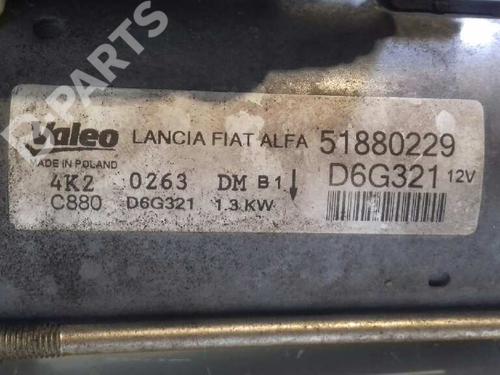 D-PARTS
Valeo LANCIA FIAT ALFA 51880229
MADE IN POLAND D6G321 12V
4K2 0263 DM B1↓
C880 D6G321 1.3 KW